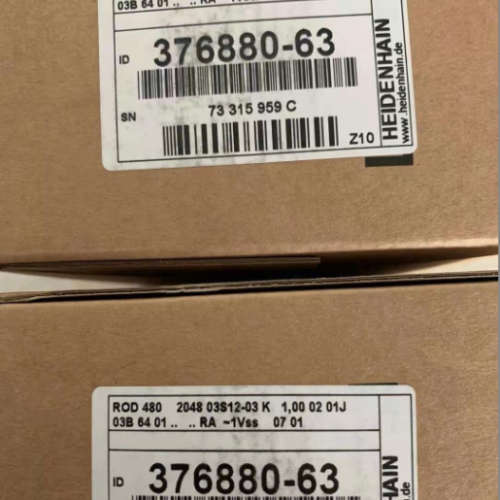 03B 64 01 .. .. RA
ID 376880-63
SN 73 315 959 C
Z10
HEIDENHAIN
www.heidenhain.de
ROD 480 2048 03S12-03 K 1,00 02 01J
03B 64 01 .. .. RA ~1Vss 07 01
ID 376880-63